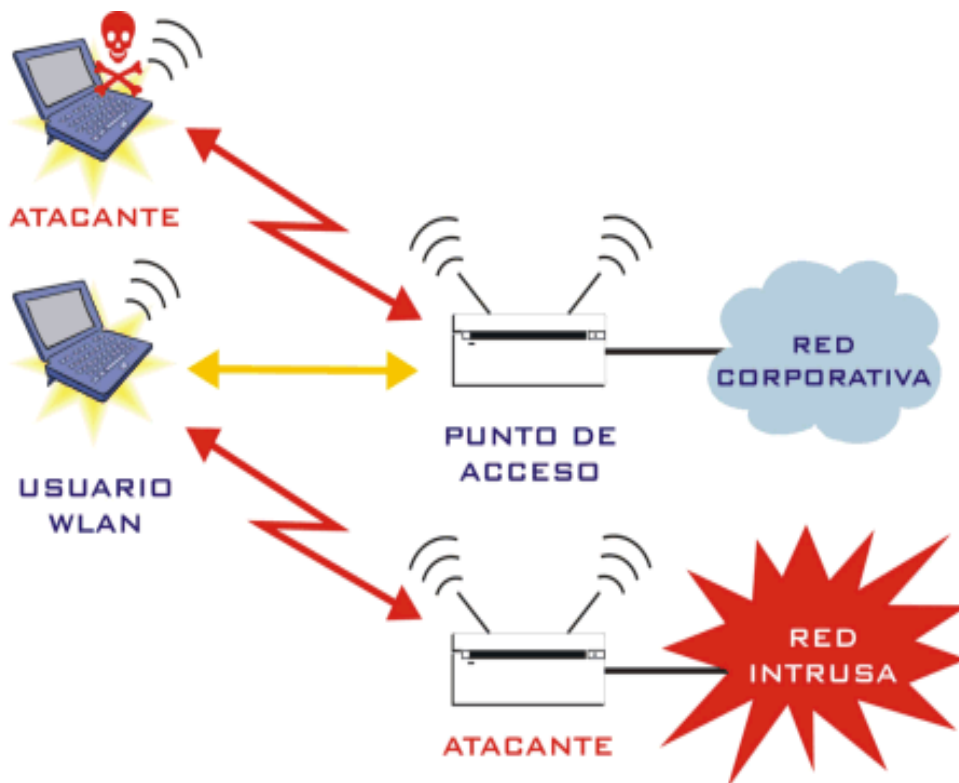 ATACANTE
USUARIO
WLAN
PUNTO DE
ACCESO
RED
CORPORATIVA
ATACANTE
RED
INTRUSA